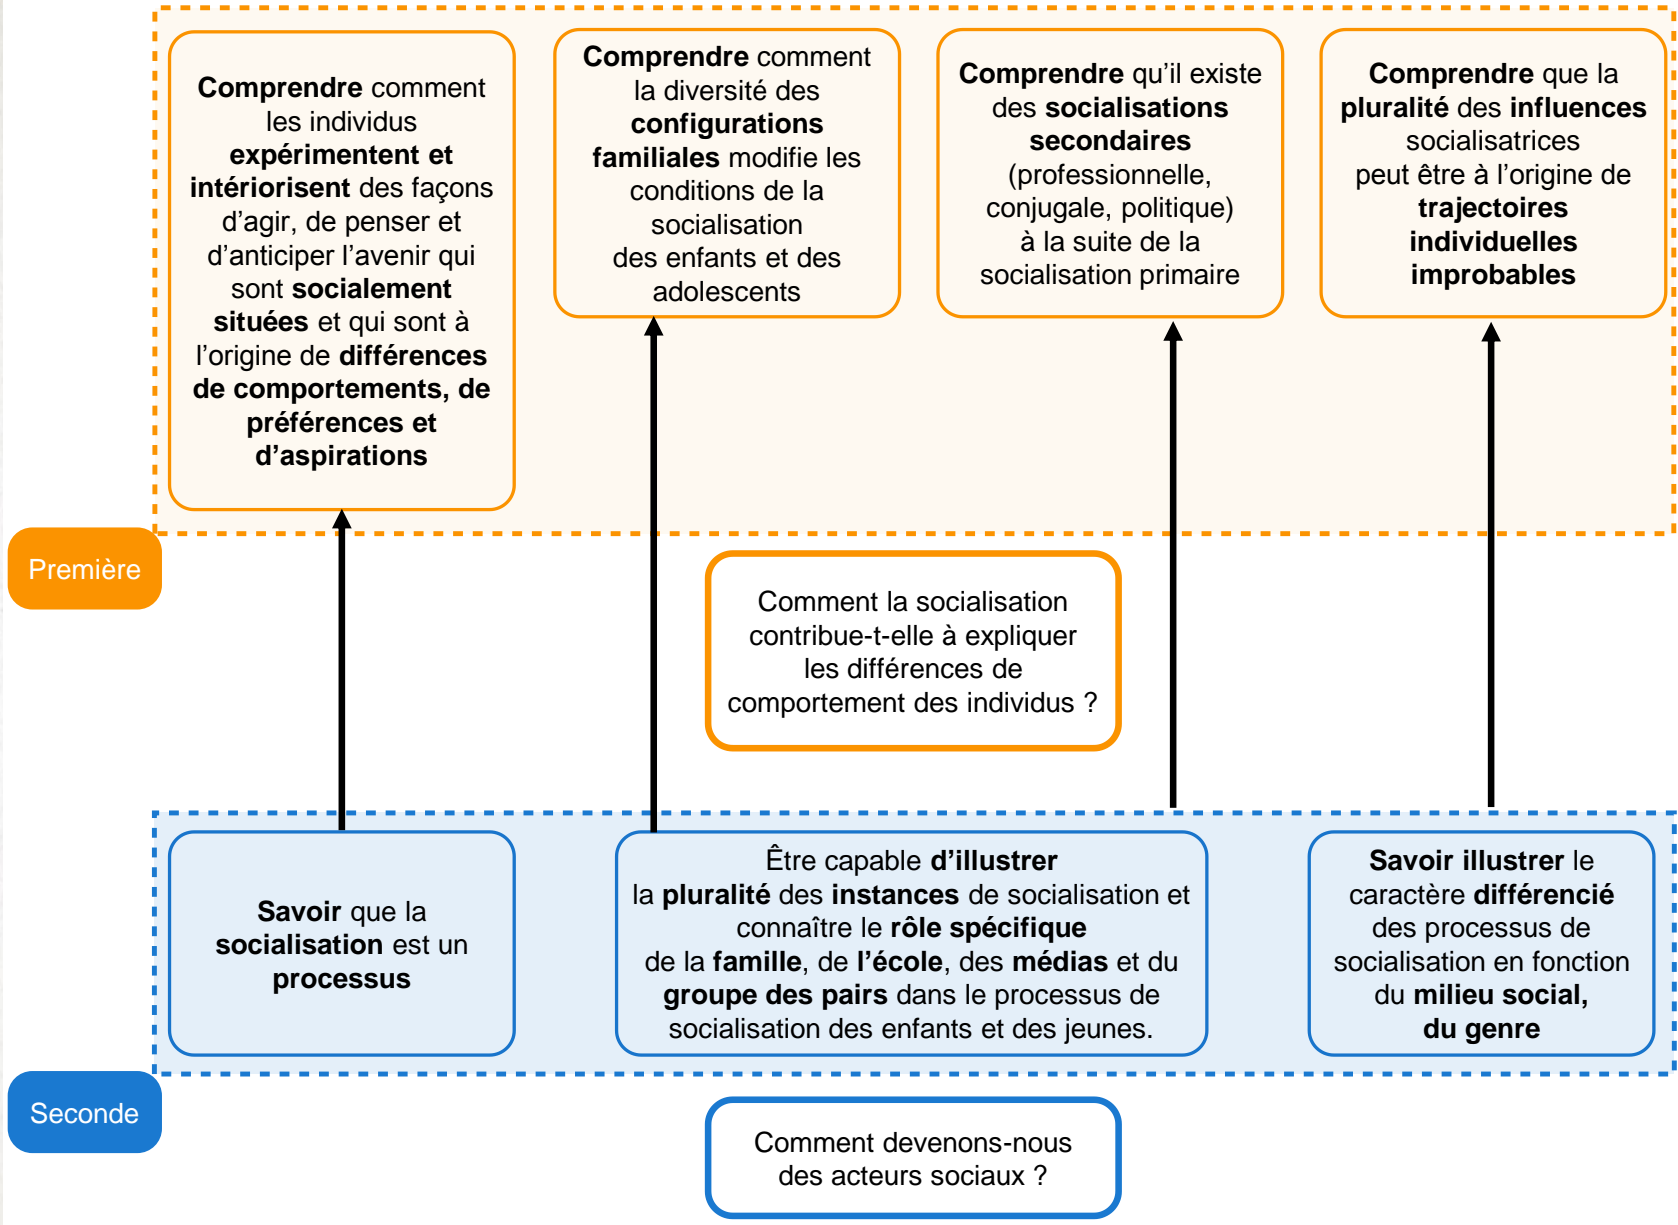 Comprendre comment
les individus
expérimentent et
intériorisent des façons
d’agir, de penser et
d’anticiper l’avenir qui
sont socialement
situées et qui sont à
l’origine de différences
de comportements, de
préférences et
d’aspirations
Comprendre comment
la diversité des
configurations
familiales modifie les
conditions de la
socialisation
des enfants et des
adolescents
Comprendre qu’il existe
des socialisations
secondaires
(professionnelle,
conjugale, politique)
à la suite de la
socialisation primaire
Comprendre que la
pluralité des influences
socialisatrices
peut être à l’origine de
trajectoires
individuelles
improbables
Première
Comment la socialisation
contribue-t-elle à expliquer
les différences de
comportement des individus ?
Savoir que la
socialisation est un
processus
Être capable d’illustrer
la pluralité des instances de socialisation et
connaître le rôle spécifique
de la famille, de l’école, des médias et du
groupe des pairs dans le processus de
socialisation des enfants et des jeunes.
Savoir illustrer le
caractère différencié
des processus de
socialisation en fonction
du milieu social,
du genre
Seconde
Comment devenons-nous
des acteurs sociaux ?